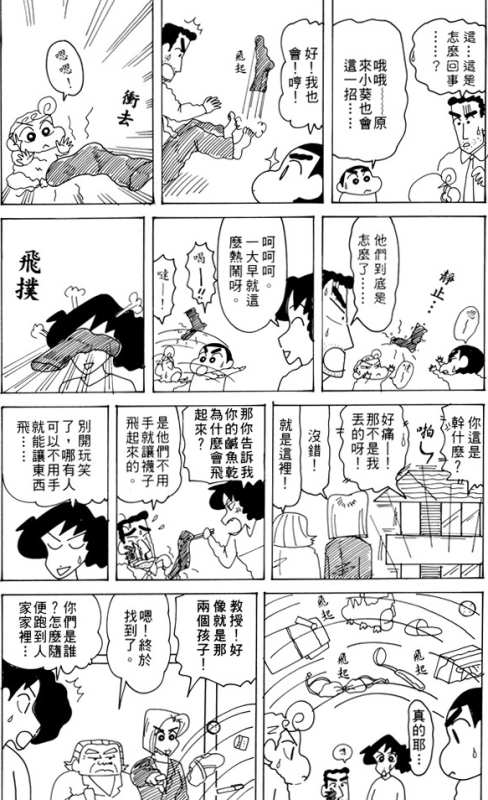 這…這是
怎麼回事
……?
哦哦……原
來小葵也會
這一招……
好!我也
會!哼!
飛起
衝去
嗯嗯!
靜止…
嗯…
他們到底是
怎麼了……
呵呵呵。
一大早就這
麼熱鬧呀。
喝——!!
噠—!
飛撲
你這是
幹什麼?
啪~
好痛——!
那不是我
丟的呀!
沒錯!
就是這裡!
那你告訴我
你的鹹魚乾
為什麼會飛
起來?
是他們不用
手就讓襪子
飛起來的。
別開玩笑
了,哪有人
可以不用手
就能讓東西
飛……
飛起
飛起
飛起
真的耶…
教授!好
像就是那
兩個孩子!
嗯!終於
找到了。
你們是誰
?怎麼隨
便跑到人
家家裡…